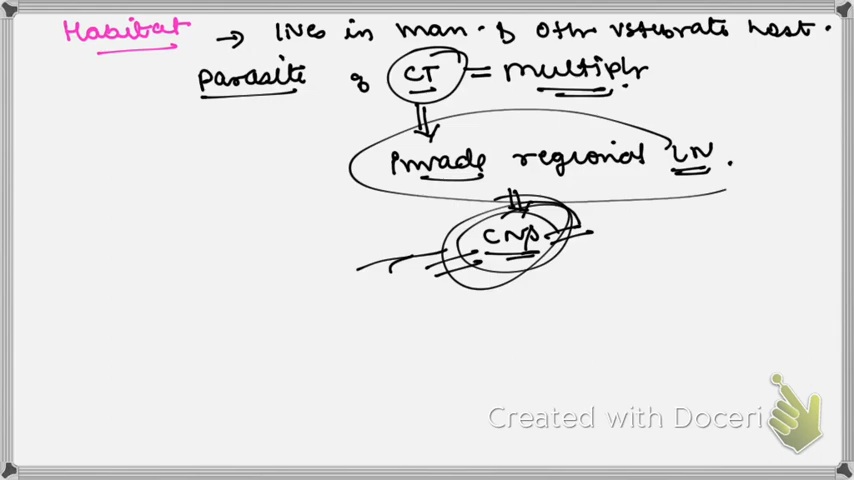 Habitat → lives in man & other vertebrate host.
Parasite of CT = multiply.
Invade regional LN.
CNS
Created with Doceri